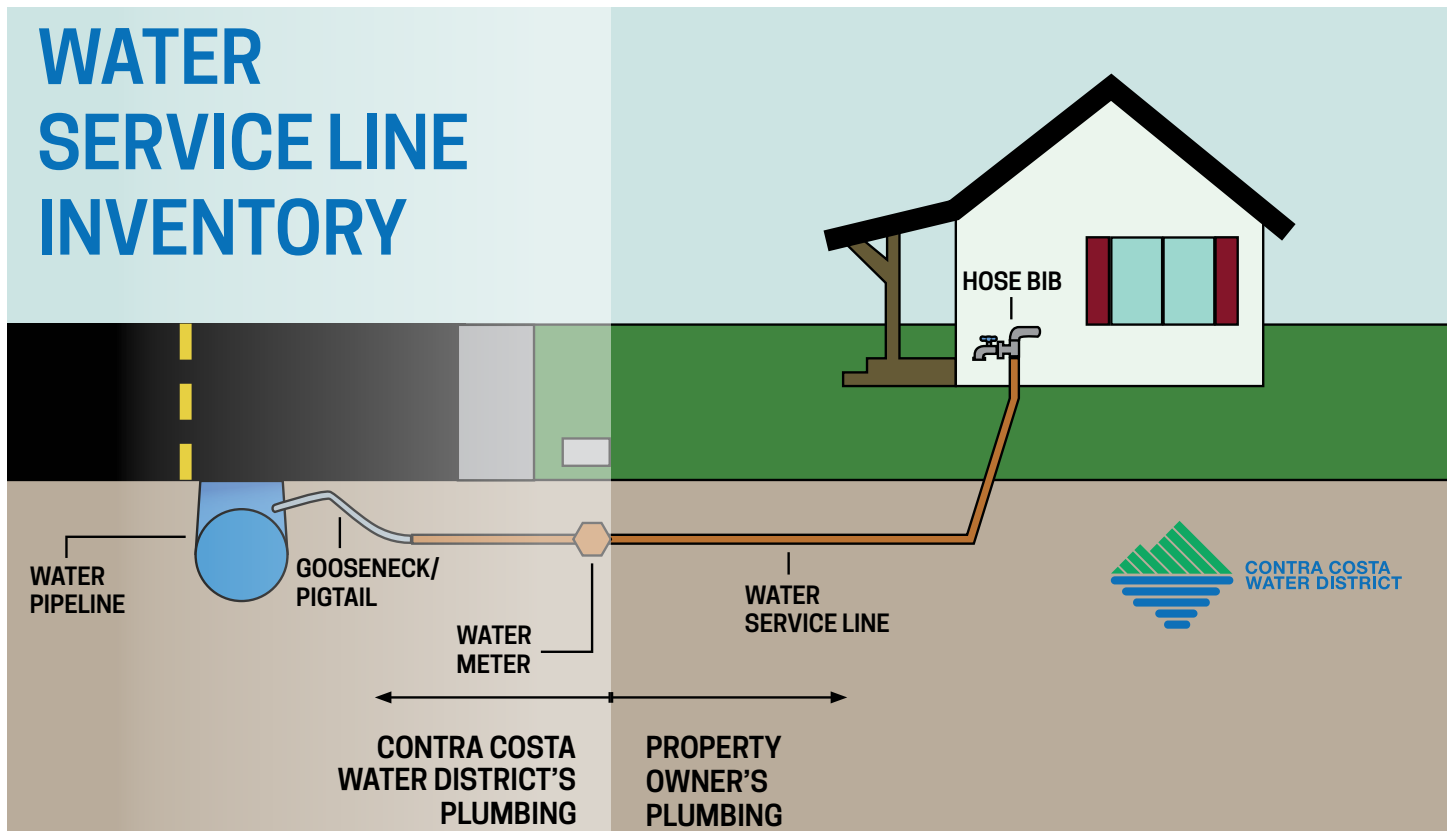 WATER
SERVICE LINE
INVENTORY
HOSE BIB
WATER
PIPELINE
GOOSENECK/
PIGTAIL
WATER
METER
WATER
SERVICE LINE
CONTRA COSTA
WATER DISTRICT
CONTRA COSTA
WATER DISTRICT'S
PLUMBING
PROPERTY
OWNER'S
PLUMBING